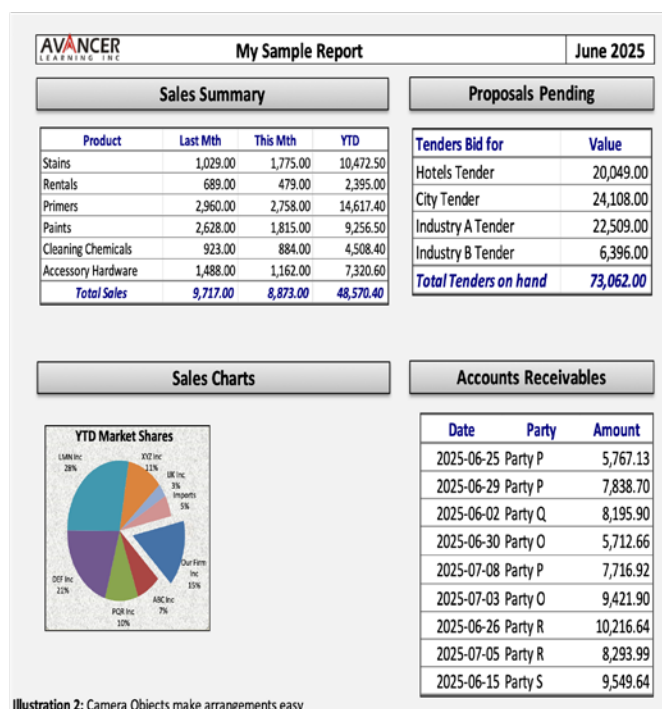 AVANCER
LEARNING INC
My Sample Report
June 2025
Sales Summary
Product Last Mth This Mth YTD
Stains 1,029.00 1,775.00 10,472.50
Rentals 689.00 479.00 2,395.00
Primers 2,960.00 2,758.00 14,617.40
Paints 2,628.00 1,815.00 9,256.50
Cleaning Chemicals 923.00 884.00 4,508.40
Accessory Hardware 1,488.00 1,162.00 7,320.60
Total Sales 9,717.00 8,873.00 48,570.40
Proposals Pending
Tenders Bid for Value
Hotels Tender 20,049.00
City Tender 24,108.00
Industry A Tender 22,509.00
Industry B Tender 6,396.00
Total Tenders on hand 73,062.00
Sales Charts
YTD Market Shares
LMN Inc
28%
XYZ Inc
11%
IJK Inc
3%
Imports
5%
Our Firm
Inc
15%
ABC Inc
7%
PQR Inc
10%
DEF Inc
21%
Accounts Receivables
Date Party Amount
2025-06-25 Party P 5,767.13
2025-06-29 Party P 7,838.70
2025-06-02 Party Q 8,195.90
2025-06-30 Party O 5,712.66
2025-07-08 Party P 7,716.92
2025-07-03 Party O 9,421.90
2025-06-26 Party R 10,216.64
2025-07-05 Party R 8,293.99
2025-06-15 Party S 9,549.64
Illustration 2: Camera Objects make arrangements easy